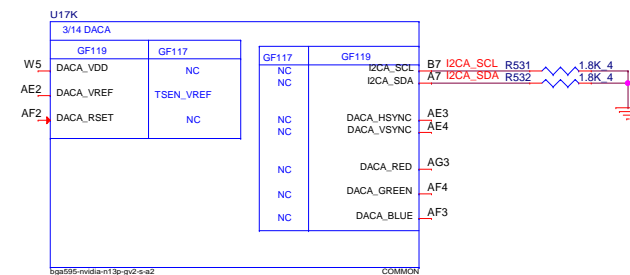 U17K
3/14 DACA
GF119 GF117
GF117 GF119
W5 DACA_VDD NC
NC I2CA_SCL B7 I2CA_SCL R531 1.8K_4
NC I2CA_SDA A7 I2CA_SDA R532 1.8K_4
AE2 DACA_VREF TSEN_VREF
AF2 DACA_RSET NC
NC DACA_HSYNC AE3
NC DACA_VSYNC AE4
NC DACA_RED AG3
NC DACA_GREEN AF4
NC DACA_BLUE AF3
bga595-nvidia-n13p-gv2-s-a2 COMMON